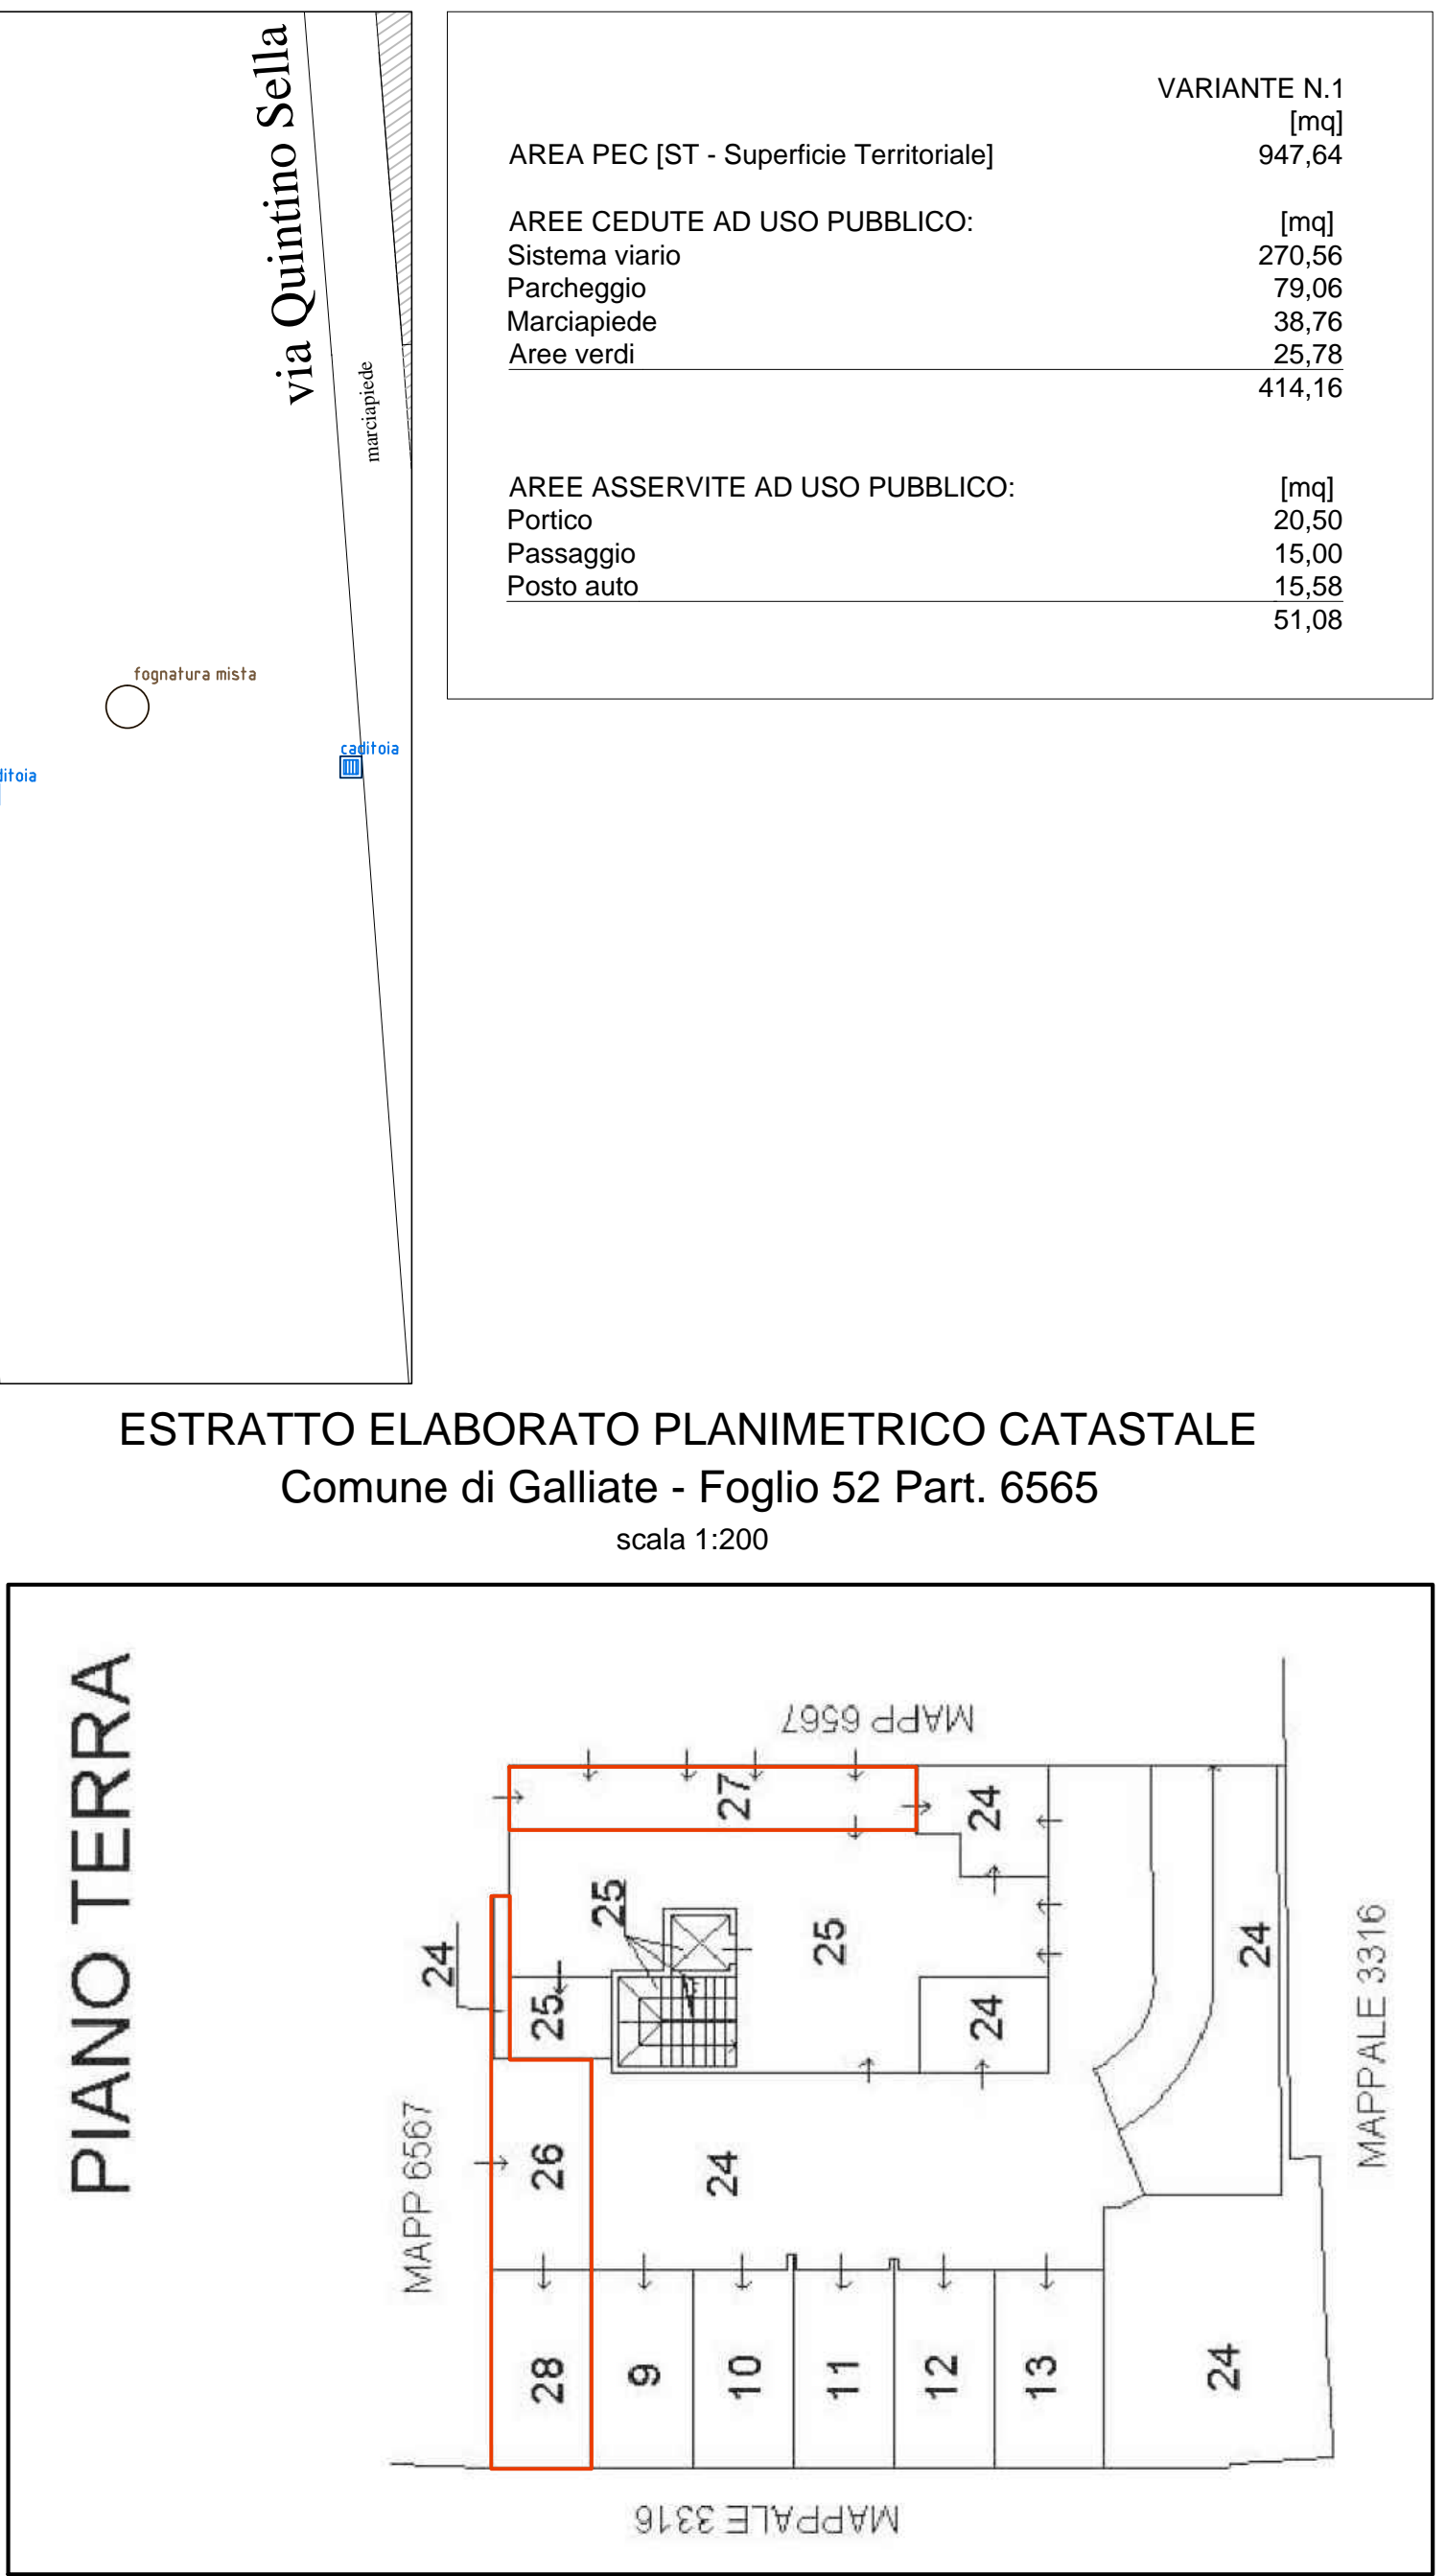 via Quintino Sella
marciapiede
fognatura mista
caditoia
ditoia
VARIANTE N.1
[mq]
AREA PEC [ST - Superficie Territoriale] 947,64
AREE CEDUTE AD USO PUBBLICO: [mq]
Sistema viario 270,56
Parcheggio 79,06
Marciapiede 38,76
Aree verdi 25,78
414,16
AREE ASSERVITE AD USO PUBBLICO: [mq]
Portico 20,50
Passaggio 15,00
Posto auto 15,58
51,08
ESTRATTO ELABORATO PLANIMETRICO CATASTALE
Comune di Galliate - Foglio 52 Part. 6565
scala 1:200
PIANO TERRA
MAPP 6567
27
24
25
24
25
24
25
24
MAPPALE 3316
MAPP 6567
26
24
28
9
10
11
12
13
24
MAPPALE 3316